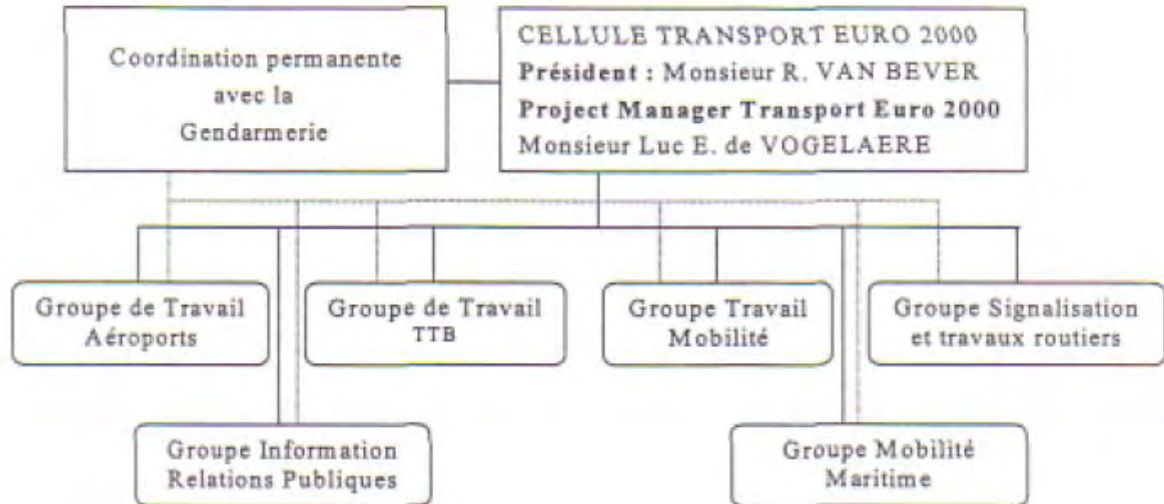 Coordination permanente
avec la
Gendarmerie
CELLULE TRANSPORT EURO 2000
Président : Monsieur R. VAN BEVER
Project Manager Transport Euro 2000
Monsieur Luc E. de VOGELAERE
Groupe de Travail
Aéroports
Groupe de Travail
TTB
Groupe Travail
Mobilité
Groupe Signalisation
et travaux routiers
Groupe Information
Relations Publiques
Groupe Mobilité
Maritime